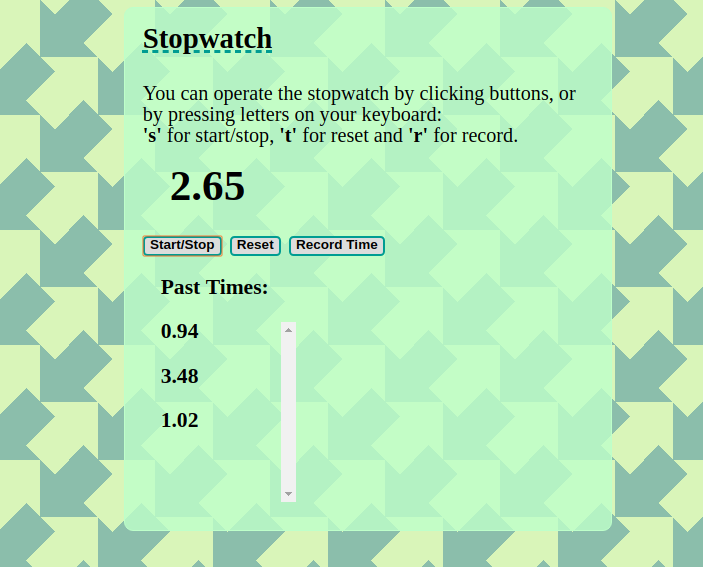 Stopwatch
You can operate the stopwatch by clicking buttons, or
by pressing letters on your keyboard:
's' for start/stop, 't' for reset and 'r' for record.
2.65
Start/Stop Reset Record Time
Past Times:
0.94
3.48
1.02